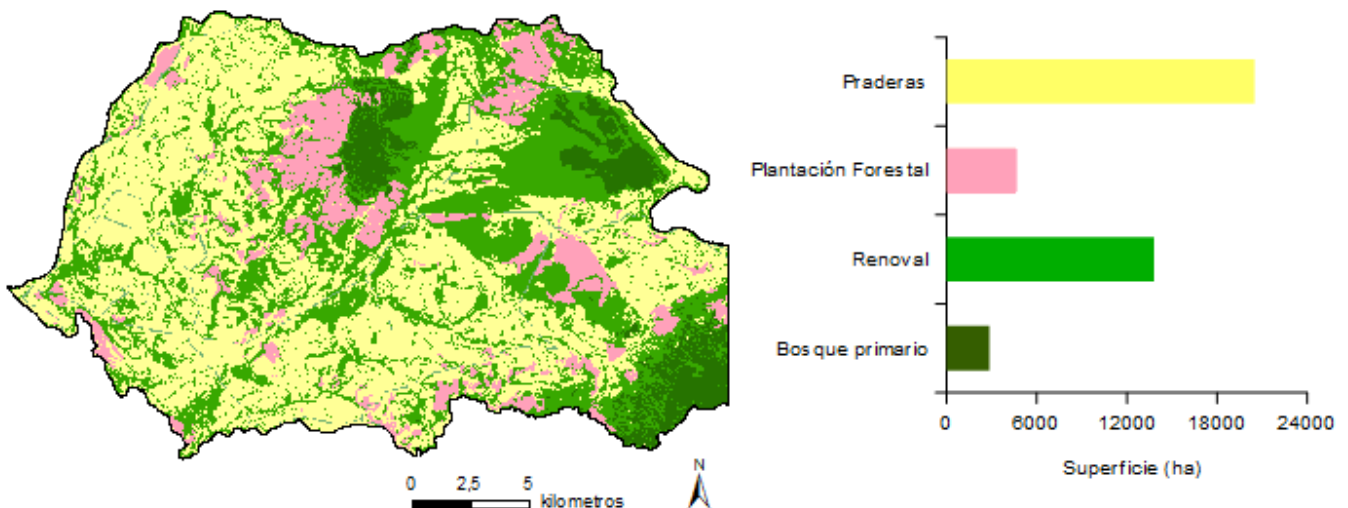 Praderas
Plantación Forestal
Renoval
Bosque primario
0 6000 12000 18000 24000
Superficie (ha)
0 2,5 5
kilometros
N